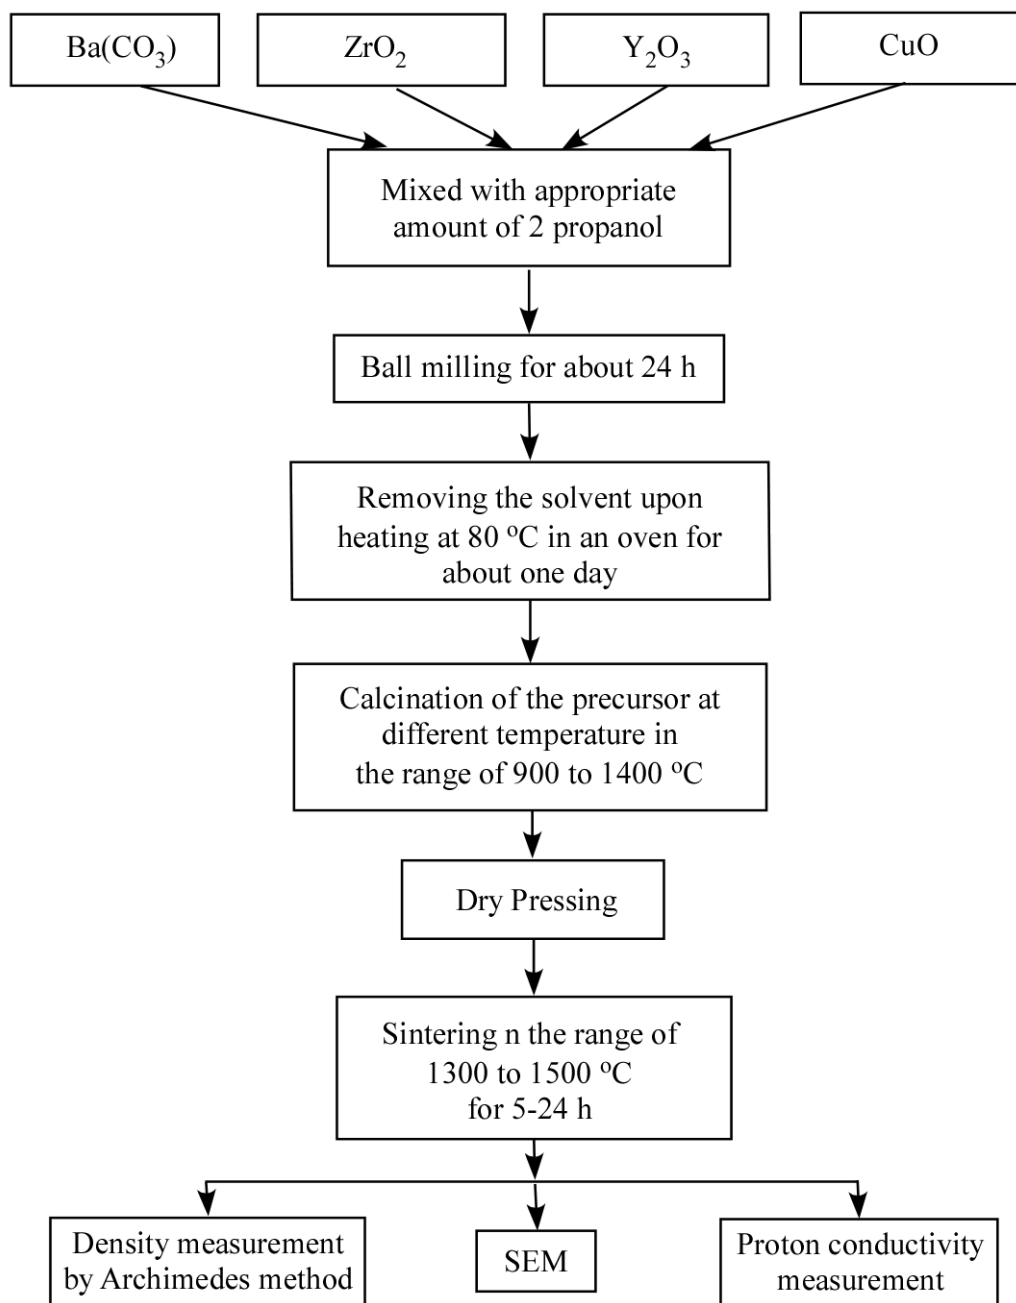 Ba(CO₃)
ZrO₂
Y₂O₃
CuO
Mixed with appropriate
amount of 2 propanol
Ball milling for about 24 h
Removing the solvent upon
heating at 80 ºC in an oven for
about one day
Calcination of the precursor at
different temperature in
the range of 900 to 1400 ºC
Dry Pressing
Sintering n the range of
1300 to 1500 ºC
for 5-24 h
Density measurement
by Archimedes method
SEM
Proton conductivity
measurement